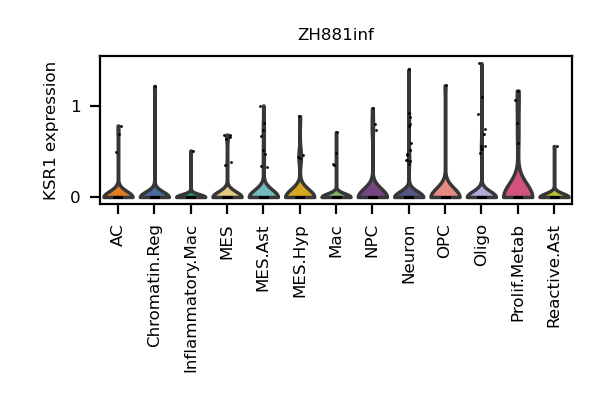 ZH881inf
KSR1 expression
1
0
AC
Chromatin.Reg
Inflammatory.Mac
MES
MES.Ast
MES.Hyp
Mac
NPC
Neuron
OPC
Oligo
Prolif.Metab
Reactive.Ast